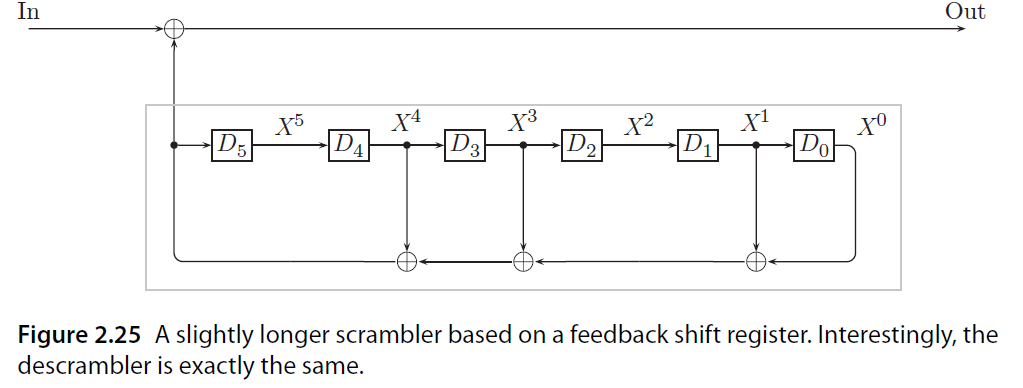 In Out
X⁵ X⁴ X³ X² X¹ X⁰
D₅ D₄ D₃ D₂ D₁ D₀
Figure 2.25 A slightly longer scrambler based on a feedback shift register. Interestingly, the
descrambler is exactly the same.